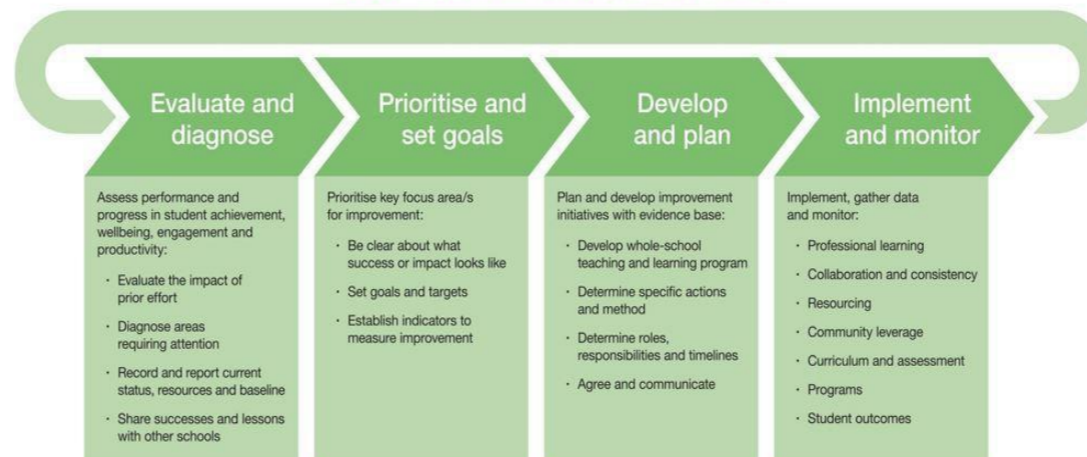 Evaluate and
diagnose
Assess performance and
progress in student achievement,
wellbeing, engagement and
productivity:
· Evaluate the impact of
prior effort
· Diagnose areas
requiring attention
· Record and report current
status, resources and baseline
· Share successes and lessons
with other schools
Prioritise and
set goals
Prioritise key focus area/s
for improvement:
· Be clear about what
success or impact looks like
· Set goals and targets
· Establish indicators to
measure improvement
Develop
and plan
Plan and develop improvement
initiatives with evidence base:
· Develop whole-school
teaching and learning program
· Determine specific actions
and method
· Determine roles,
responsibilities and timelines
· Agree and communicate
Implement
and monitor
Implement, gather data
and monitor:
· Professional learning
· Collaboration and consistency
· Resourcing
· Community leverage
· Curriculum and assessment
· Programs
· Student outcomes